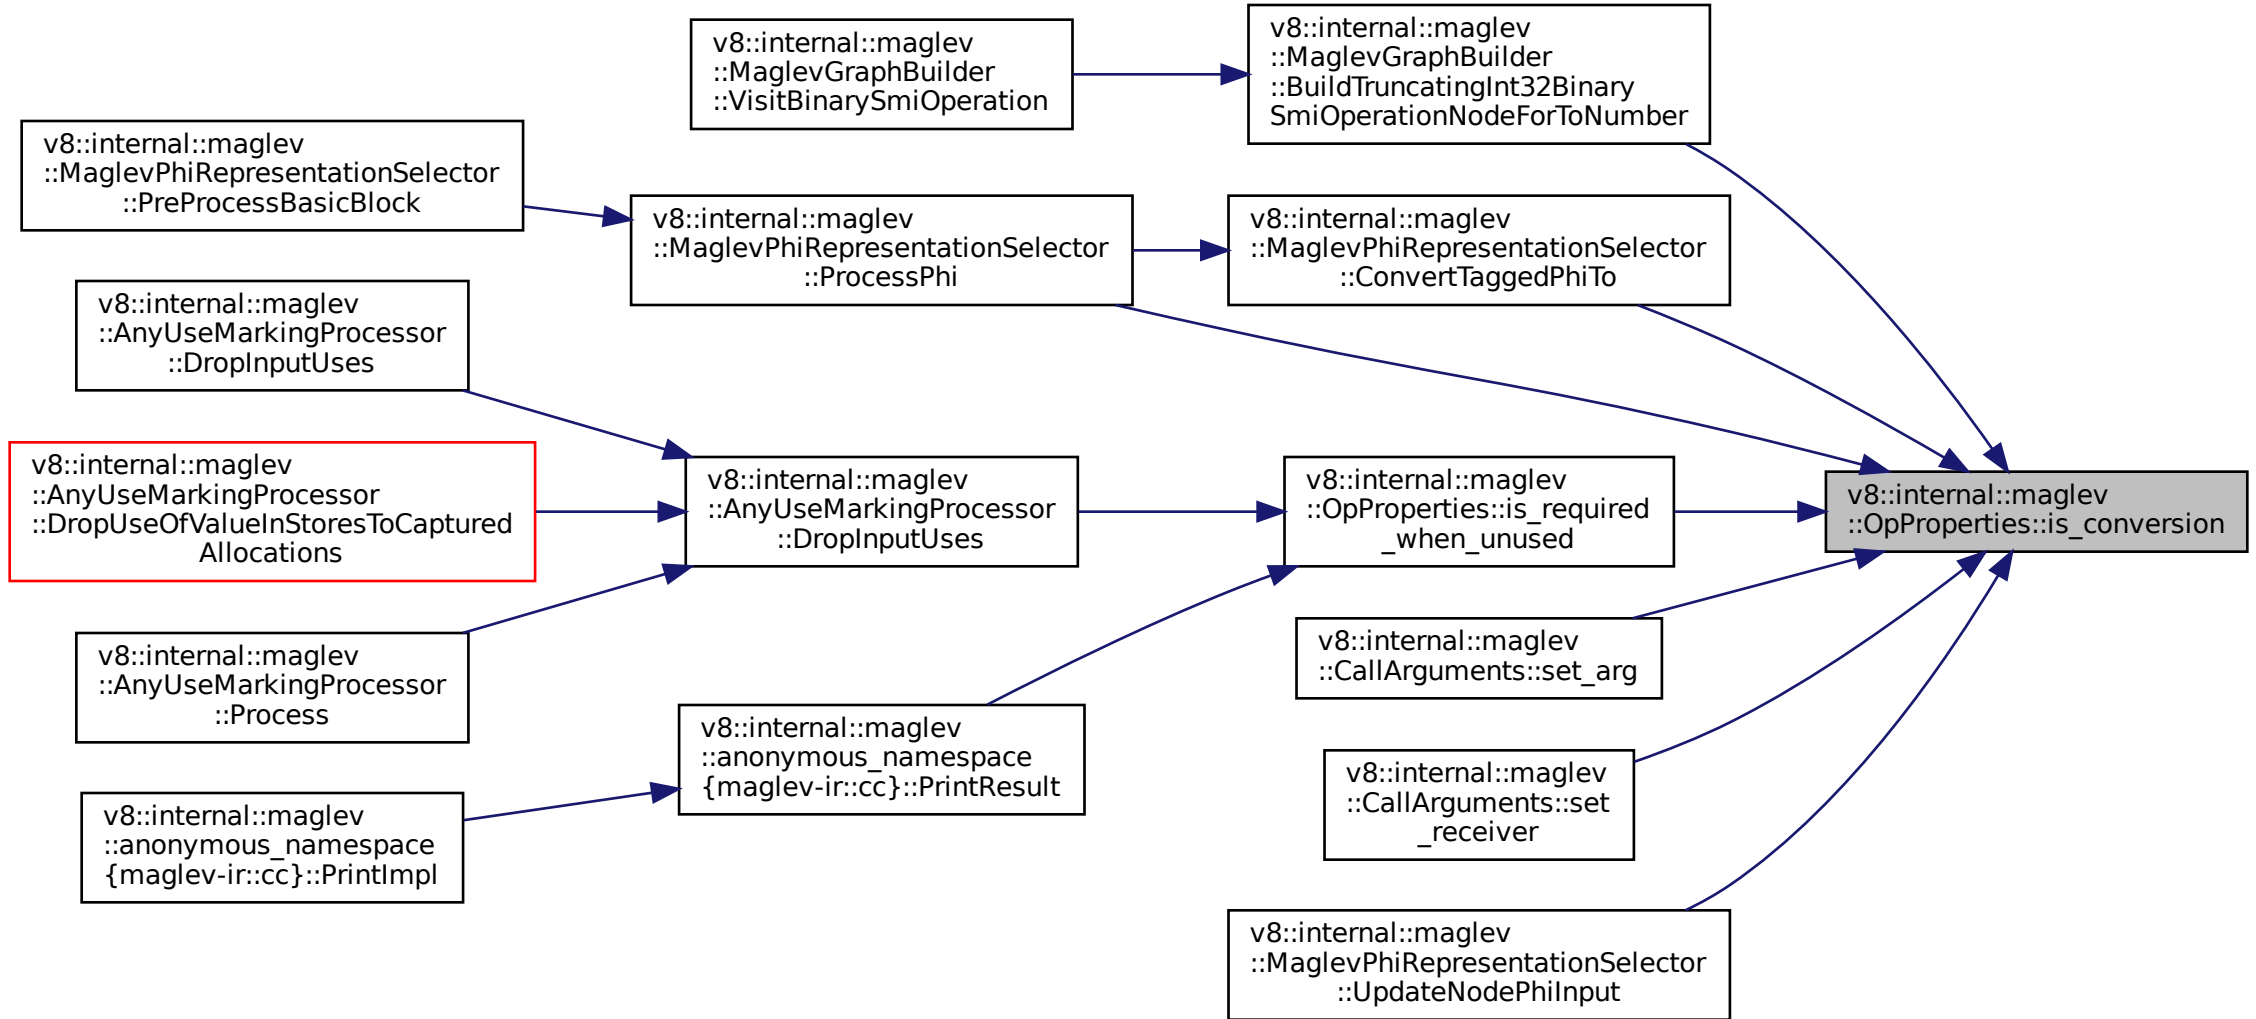 v8::internal::maglev
::MaglevGraphBuilder
::VisitBinarySmiOperation
v8::internal::maglev
::MaglevGraphBuilder
::BuildTruncatingInt32Binary
SmiOperationNodeForToNumber
v8::internal::maglev
::MaglevPhiRepresentationSelector
::PreProcessBasicBlock
v8::internal::maglev
::MaglevPhiRepresentationSelector
::ProcessPhi
v8::internal::maglev
::MaglevPhiRepresentationSelector
::ConvertTaggedPhiTo
v8::internal::maglev
::AnyUseMarkingProcessor
::DropInputUses
v8::internal::maglev
::AnyUseMarkingProcessor
::DropUseOfValueInStoresToCaptured
Allocations
v8::internal::maglev
::AnyUseMarkingProcessor
::DropInputUses
v8::internal::maglev
::OpProperties::is_required
_when_unused
v8::internal::maglev
::OpProperties::is_conversion
v8::internal::maglev
::AnyUseMarkingProcessor
::Process
v8::internal::maglev
::CallArguments::set_arg
v8::internal::maglev
::anonymous_namespace
{maglev-ir::cc}::PrintResult
v8::internal::maglev
::CallArguments::set
_receiver
v8::internal::maglev
::anonymous_namespace
{maglev-ir::cc}::PrintImpl
v8::internal::maglev
::MaglevPhiRepresentationSelector
::UpdateNodePhiInput